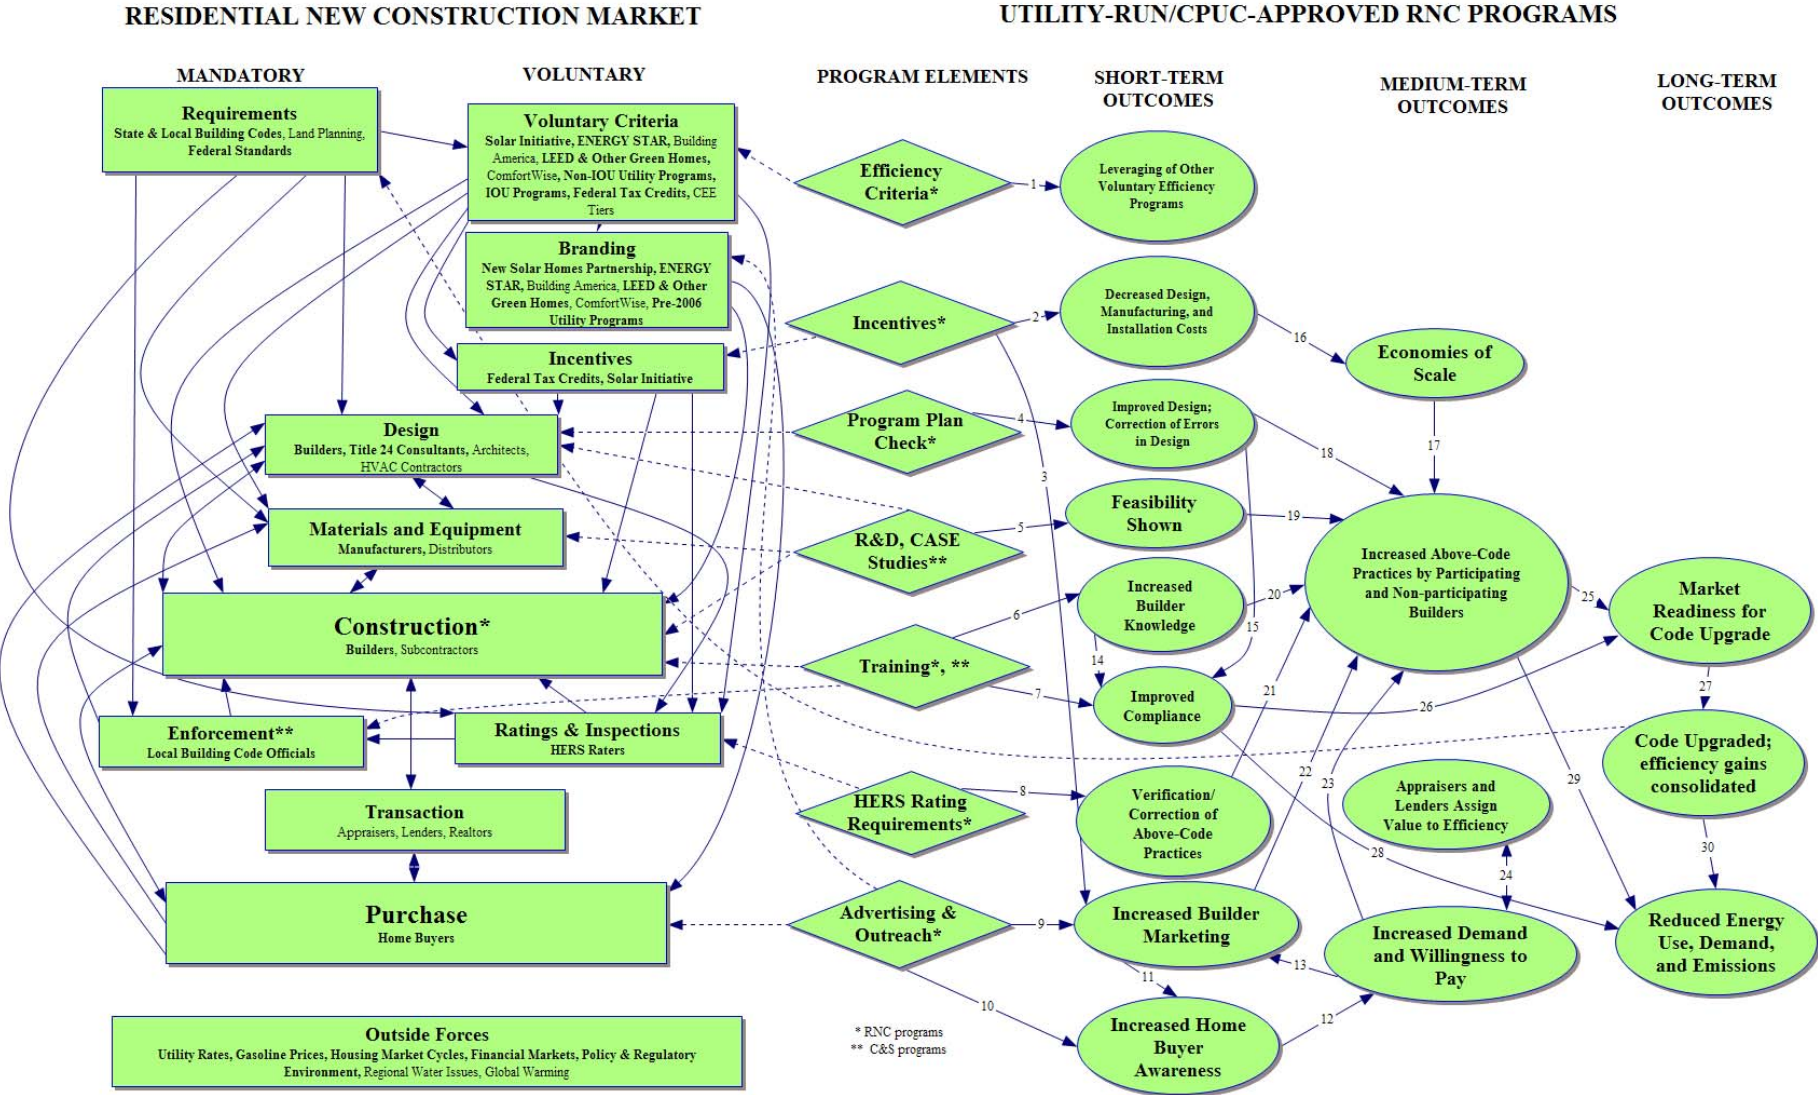 RESIDENTIAL NEW CONSTRUCTION MARKET
UTILITY-RUN/CPUC-APPROVED RNC PROGRAMS
MANDATORY
VOLUNTARY
PROGRAM ELEMENTS
SHORT-TERM
OUTCOMES
MEDIUM-TERM
OUTCOMES
LONG-TERM
OUTCOMES
Requirements
State & Local Building Codes, Land Planning,
Federal Standards
Voluntary Criteria
Solar Initiative, ENERGY STAR, Building
America, LEED & Other Green Homes,
ComfortWise, Non-IOU Utility Programs,
IOU Programs, Federal Tax Credits, CEE
Tiers
Branding
New Solar Homes Partnership, ENERGY
STAR, Building America, LEED & Other
Green Homes, ComfortWise, Pre-2006
Utility Programs
Incentives
Federal Tax Credits, Solar Initiative
Design
Builders, Title 24 Consultants, Architects,
HVAC Contractors
Materials and Equipment
Manufacturers, Distributors
Construction*
Builders, Subcontractors
Enforcement**
Local Building Code Officials
Ratings & Inspections
HERS Raters
Transaction
Appraisers, Lenders, Realtors
Purchase
Home Buyers
Outside Forces
Utility Rates, Gasoline Prices, Housing Market Cycles, Financial Markets, Policy & Regulatory
Environment, Regional Water Issues, Global Warming
Efficiency
Criteria*
Incentives*
Program Plan
Check*
R&D, CASE
Studies**
Training*, **
HERS Rating
Requirements*
Advertising &
Outreach*
* RNC programs
** C&S programs
Leveraging of Other
Voluntary Efficiency
Programs
Decreased Design,
Manufacturing, and
Installation Costs
Improved Design;
Correction of Errors
in Design
Feasibility
Shown
Increased
Builder
Knowledge
Improved
Compliance
Verification/
Correction of
Above-Code
Practices
Increased Builder
Marketing
Increased Home
Buyer
Awareness
Economies of
Scale
Increased Above-Code
Practices by Participating
and Non-participating
Builders
Appraisers and
Lenders Assign
Value to Efficiency
Increased Demand
and Willingness to
Pay
Market
Readiness for
Code Upgrade
Code Upgraded;
efficiency gains
consolidated
Reduced Energy
Use, Demand,
and Emissions
1
2
3
4
5
6
7
8
9
10
11
12
13
14
15
16
17
18
19
20
21
22
23
24
25
26
27
28
29
30